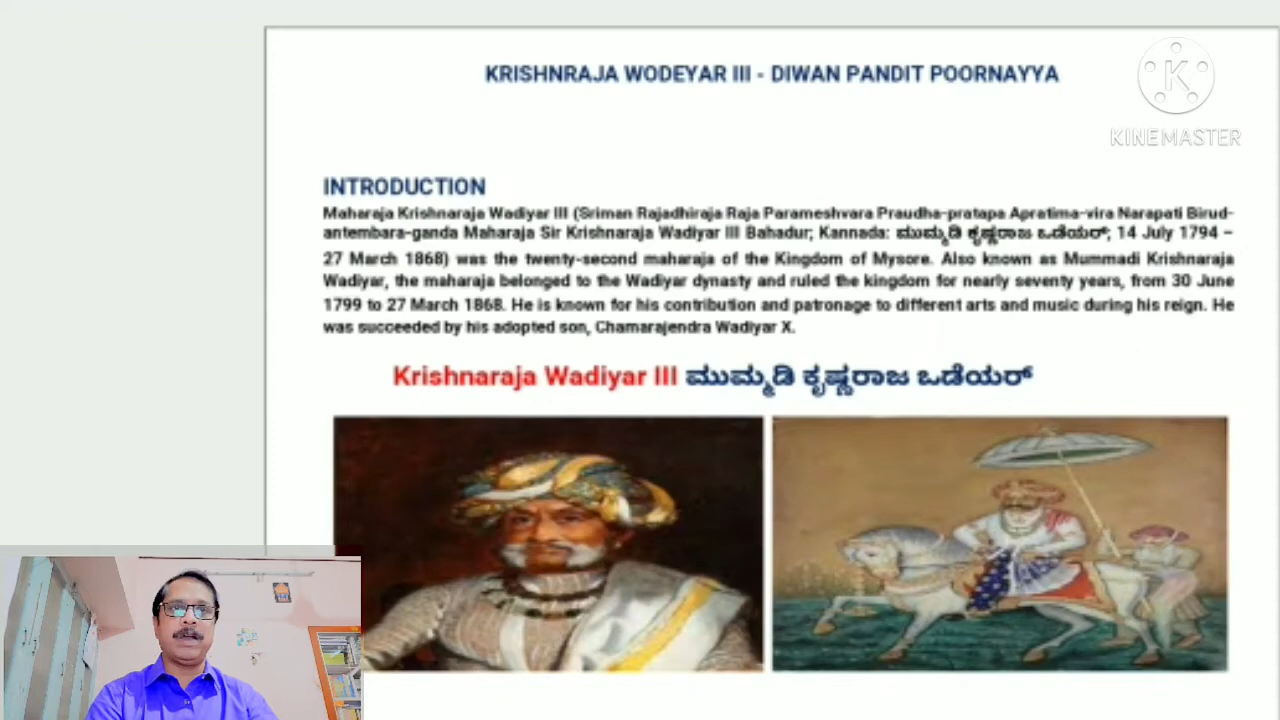 KRISHNRAJA WODEYAR III - DIWAN PANDIT POORNAYYA
KINEMASTER
INTRODUCTION
Maharaja Krishnaraja Wadiyar III (Sriman Rajadhiraja Raja Parameshvara Praudha-pratapa Apratima-vira Narapati Birud-
antembara-ganda Maharaja Sir Krishnaraja Wadiyar III Bahadur; Kannada: ಮುಮ್ಮಡಿ ಕೃಷ್ಣರಾಜ ಒಡೆಯರ್; 14 July 1794 –
27 March 1868) was the twenty-second maharaja of the Kingdom of Mysore. Also known as Mummadi Krishnaraja
Wadiyar, the maharaja belonged to the Wadiyar dynasty and ruled the kingdom for nearly seventy years, from 30 June
1799 to 27 March 1868. He is known for his contribution and patronage to different arts and music during his reign. He
was succeeded by his adopted son, Chamarajendra Wadiyar X.
Krishnaraja Wadiyar III ಮುಮ್ಮಡಿ ಕೃಷ್ಣರಾಜ ಒಡೆಯರ್